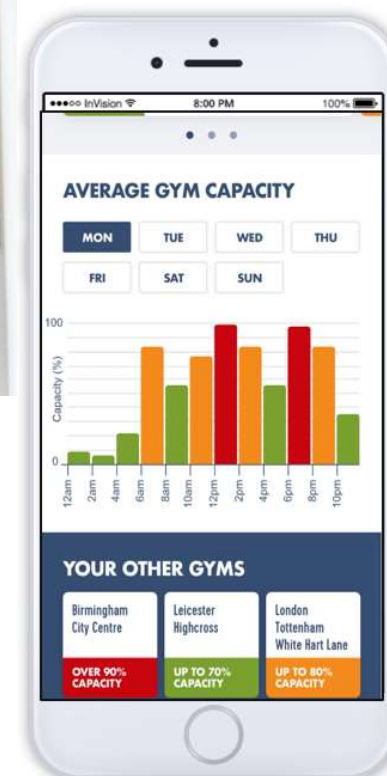 InVision 8:00 PM 100%
AVERAGE GYM CAPACITY
MON TUE WED THU
FRI SAT SUN
100
Capacity (%)
0
12am 2am 4am 6am 8am 10am 12pm 2pm 4pm 6pm 8pm 10pm
YOUR OTHER GYMS
Birmingham
City Centre
OVER 90%
CAPACITY
Leicester
Highcross
UP TO 70%
CAPACITY
London
Tottenham
White Hart Lane
UP TO 80%
CAPACITY